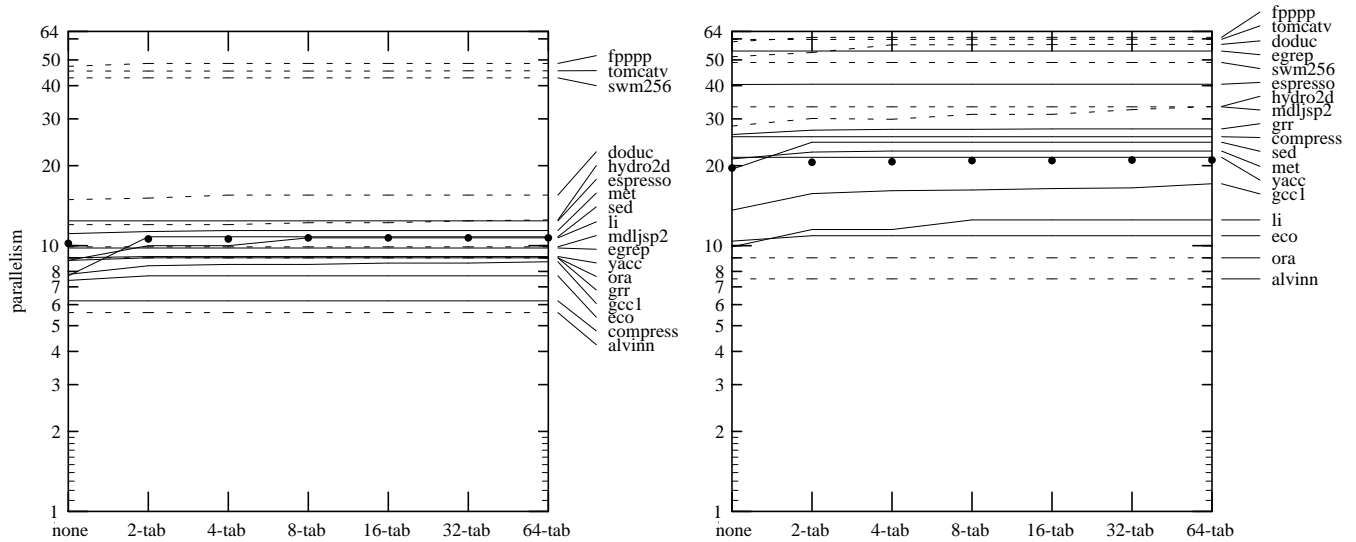 parallelism
64
50
40
30
20
10
8
7
6
5
4
3
2
1
none
2-tab
4-tab
8-tab
16-tab
32-tab
64-tab
fpppp
tomcatv
swm256
doduc
hydro2d
espresso
met
sed
li
mdljsp2
egrep
yacc
ora
grr
gcc1
eco
compress
alvinn
64
50
40
30
20
10
8
7
6
5
4
3
2
1
none
2-tab
4-tab
8-tab
16-tab
32-tab
64-tab
fpppp
tomcatv
doduc
egrep
swm256
espresso
hydro2d
mdljsp2
grr
compress
sed
met
yacc
gcc1
li
eco
ora
alvinn